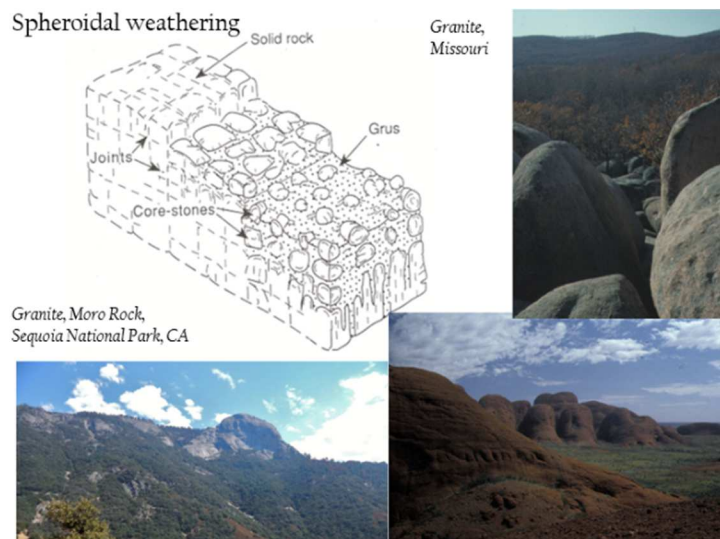 Spheroidal weathering
Solid rock
Granite,
Missouri
Grus
Joints
Core-stones
Granite, Moro Rock,
Sequoia National Park, CA